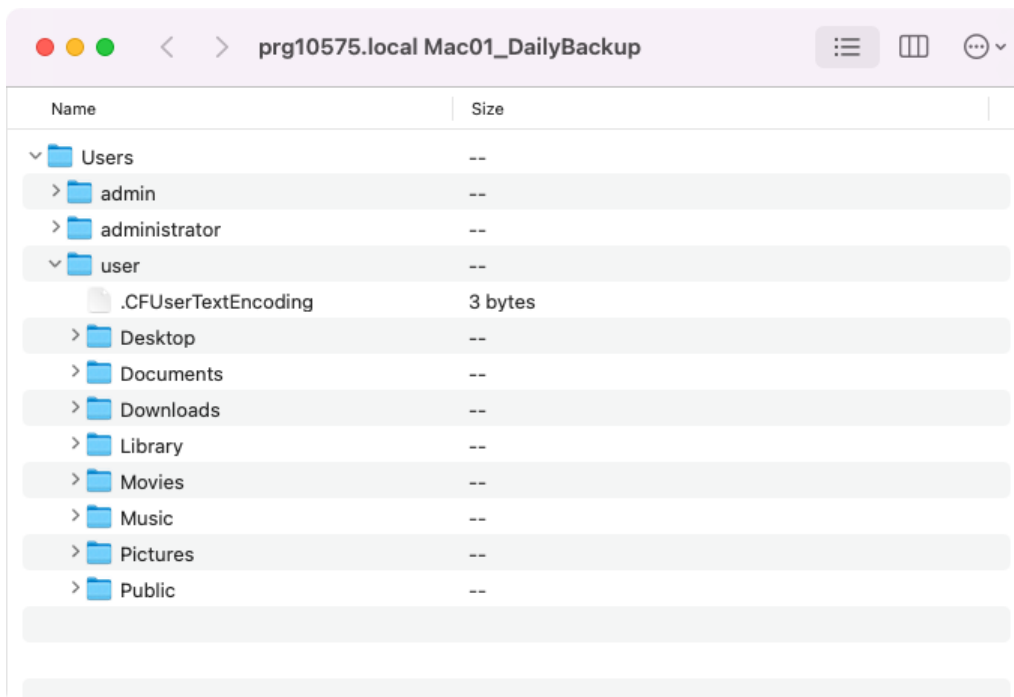 prg10575.local Mac01_DailyBackup
Name Size
Users --
admin --
administrator --
user --
.CFUserTextEncoding 3 bytes
Desktop --
Documents --
Downloads --
Library --
Movies --
Music --
Pictures --
Public --